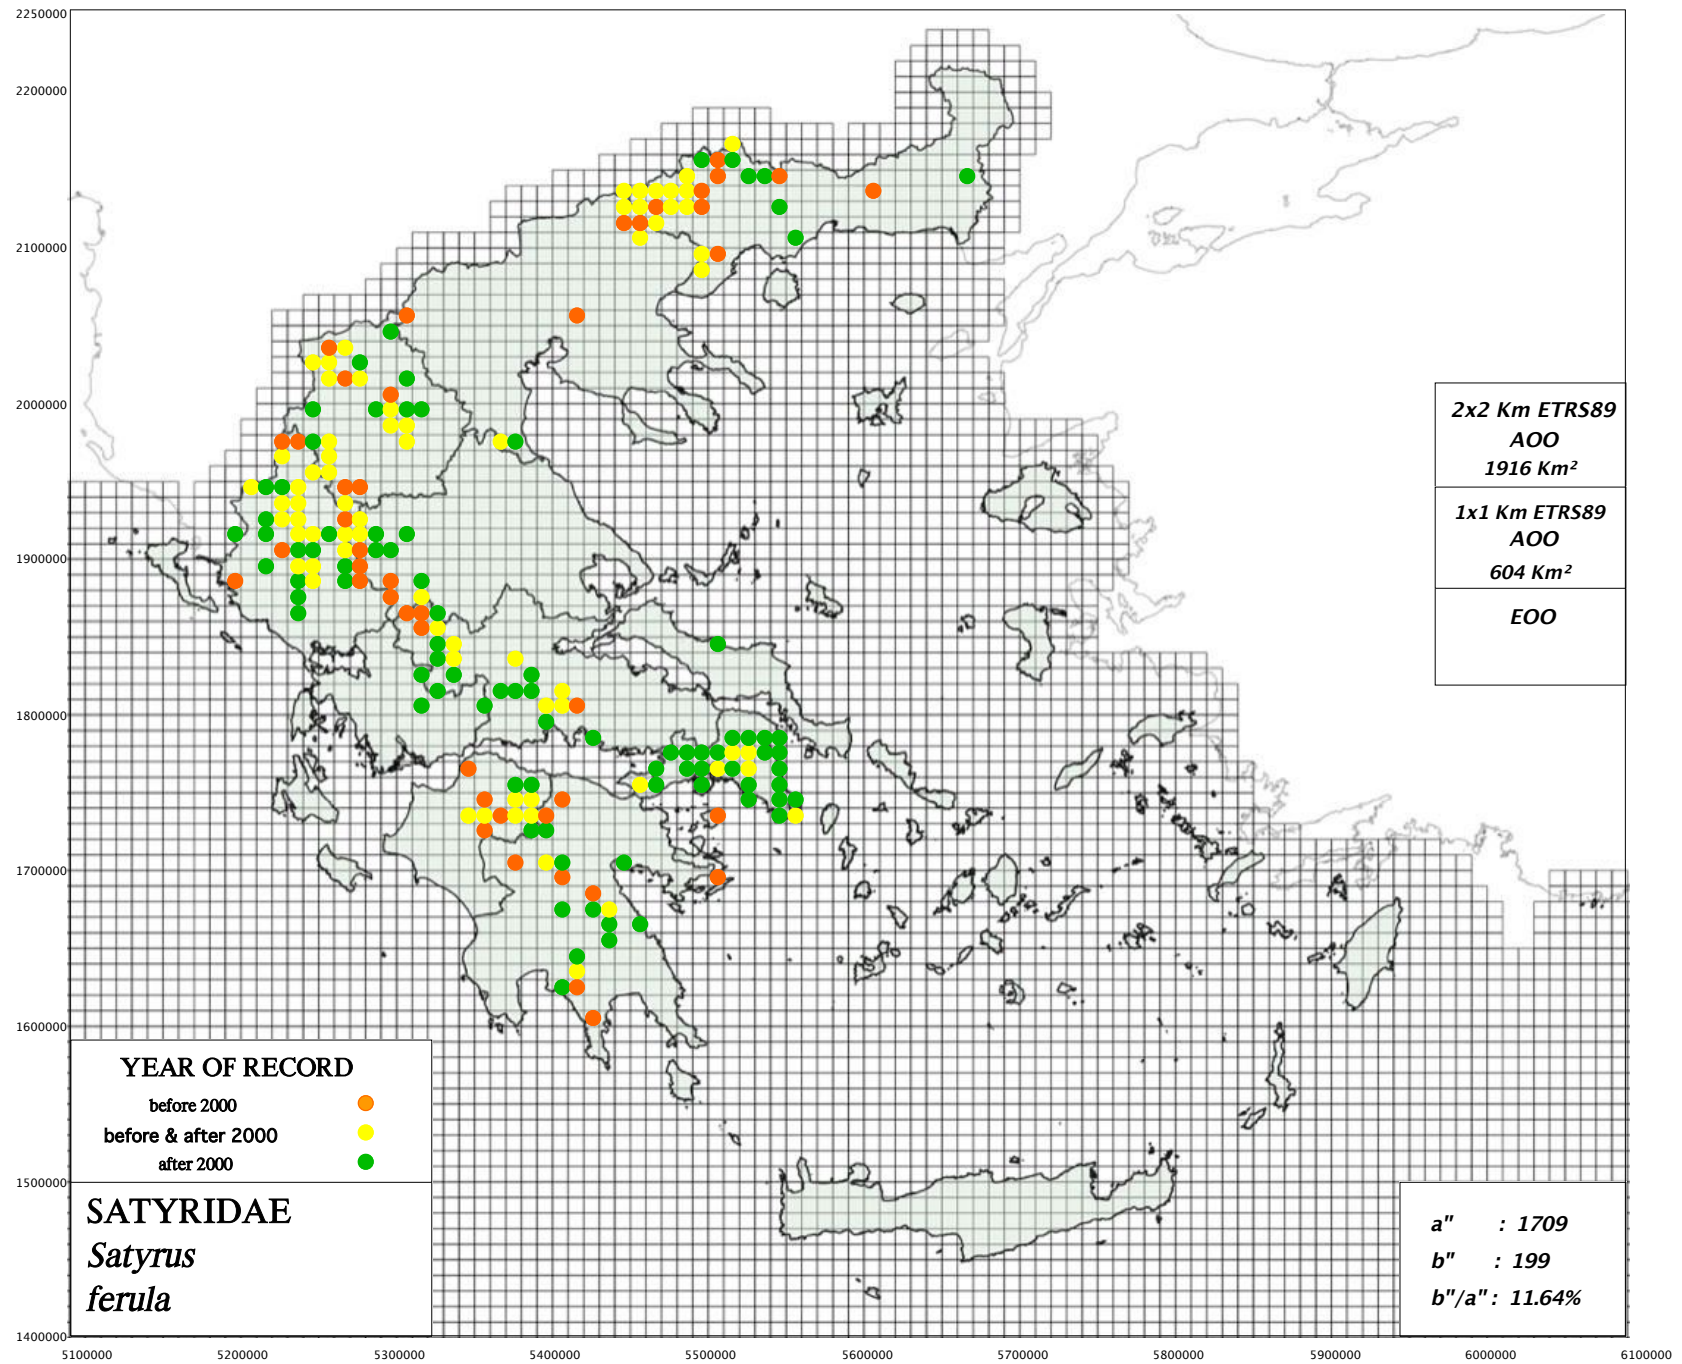 2250000
2200000
2100000
2000000
1900000
1800000
1700000
1600000
1500000
1400000
5100000 5200000 5300000 5400000 5500000 5600000 5700000 5800000 5900000 6000000 6100000
2x2 Km ETRS89
AOO
1916 Km²
1x1 Km ETRS89
AOO
604 Km²
EOO
YEAR OF RECORD
before 2000
before & after 2000
after 2000
SATYRIDAE
Satyrus
ferula
a" : 1709
b" : 199
b"/a" : 11.64%